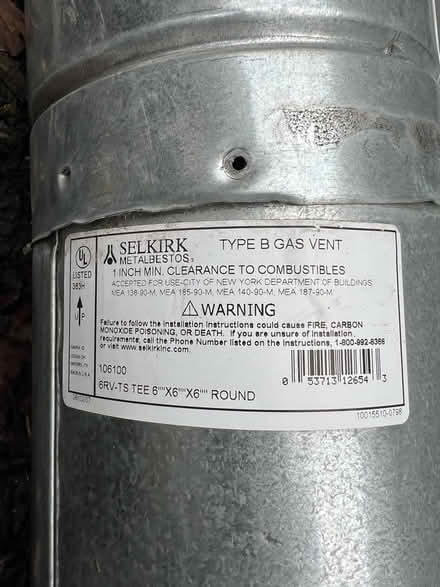 SELKIRK
METALBESTOS
TYPE B GAS VENT
1 INCH MIN. CLEARANCE TO COMBUSTIBLES
ACCEPTED FOR USE-CITY OF NEW YORK DEPARTMENT OF BUILDINGS
MEA 138-90-M, MEA 185-90-M, MEA 140-90-M, MEA 187-90-M
UL
LISTED
UP
WARNING
Failure to follow the installation instructions could cause FIRE, CARBON
MONOXIDE POISONING, OR DEATH. If you are unsure of installation
requirements, call the Phone Number listed on the instructions, 1-800-992-8368
or visit www.selkirkinc.com.
106100
6RV-TS TEE 6""X6""X6"" ROUND
0 53713 12654 3
10015510-0798
MADE IN U.S.A.